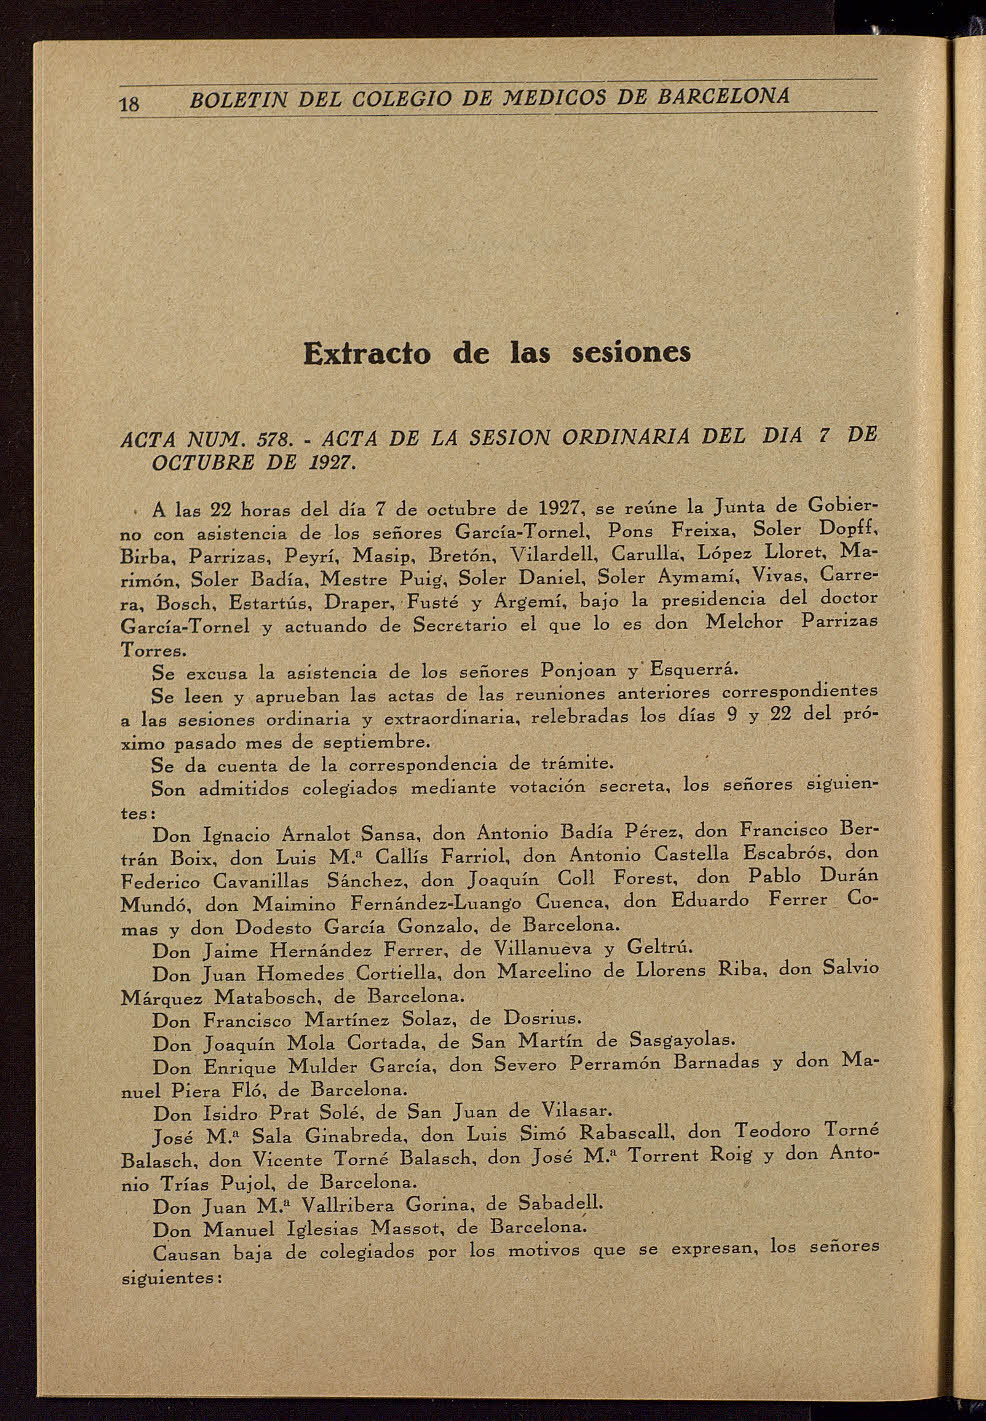 18 BOLETIN DEL COLEGIO DE MEDICOS DE BARCELONA
Extracto de las sesiones
ACTA NUM. 578. - ACTA DE LA SESION ORDINARIA DEL DIA 7 DE
OCTUBRE DE 1927.
A las 22 horas del día 7 de octubre de 1927, se reúne la Junta de Gobier-
no con asistencia de los señores García-Tornel, Pons Freixa, Soler Dopff,
Birba, Parrizas, Peyrí, Masip, Bretón, Vilardell, Carulla, López Lloret, Ma-
rimón, Soler Badía, Mestre Puig, Soler Daniel, Soler Aymamí, Vivas, Carre-
ra, Bosch, Estartús, Draper, Fusté y Argemí, bajo la presidencia del doctor
García-Tornel y actuando de Secretario el que lo es don Melchor Parrizas
Torres.
Se excusa la asistencia de los señores Ponjoan y Esquerrá.
Se leen y aprueban las actas de las reuniones anteriores correspondientes
a las sesiones ordinaria y extraordinaria, relebradas los días 9 y 22 del pró-
ximo pasado mes de septiembre.
Se da cuenta de la correspondencia de trámite.
Son admitidos colegiados mediante votación secreta, los señores siguien-
tes:
Don Ignacio Arnalot Sansa, don Antonio Badía Pérez, don Francisco Ber-
trán Boix, don Luis M.ª Callís Farriol, don Antonio Castella Escabrós, don
Federico Cavanillas Sánchez, don Joaquín Coll Forest, don Pablo Durán
Mundó, don Maimino Fernández-Luango Cuenca, don Eduardo Ferrer Co-
mas y don Dodesto García Gonzalo, de Barcelona.
Don Jaime Hernández Ferrer, de Villanueva y Geltrú.
Don Juan Homedes Cortiella, don Marcelino de Llorens Riba, don Salvio
Márquez Matabosch, de Barcelona.
Don Francisco Martínez Solaz, de Dosrius.
Don Joaquín Mola Cortada, de San Martín de Sasgayolas.
Don Enrique Mulder García, don Severo Perramón Barnadas y don Ma-
nuel Piera Fló, de Barcelona.
Don Isidro Prat Solé, de San Juan de Vilasar.
José M.ª Sala Ginabreda, don Luis Simó Rabascall, don Teodoro Torné
Balasch, don Vicente Torné Balasch, don José M.ª Torrent Roig y don Anto-
nio Trías Pujol, de Barcelona.
Don Juan M.ª Vallribera Gorina, de Sabadell.
Don Manuel Iglesias Massot, de Barcelona.
Causan baja de colegiados por los motivos que se expresan, los señores
siguientes: